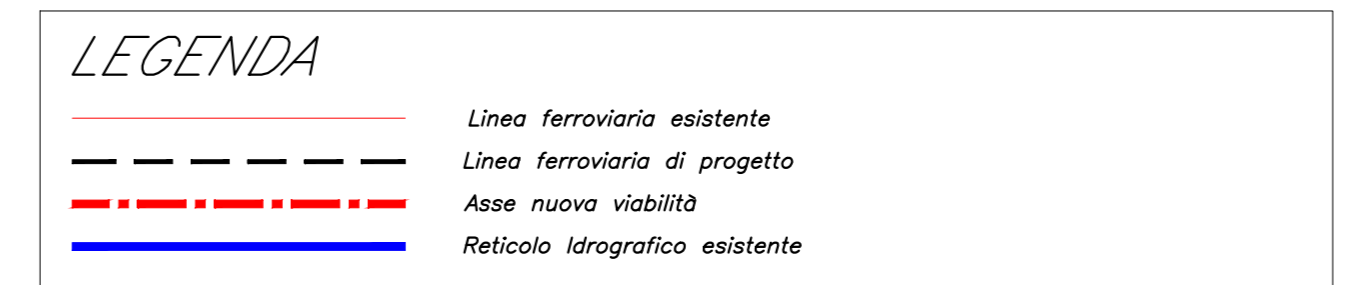 LEGENDA
Linea ferroviaria esistente
Linea ferroviaria di progetto
Asse nuova viabilità
Reticolo Idrografico esistente